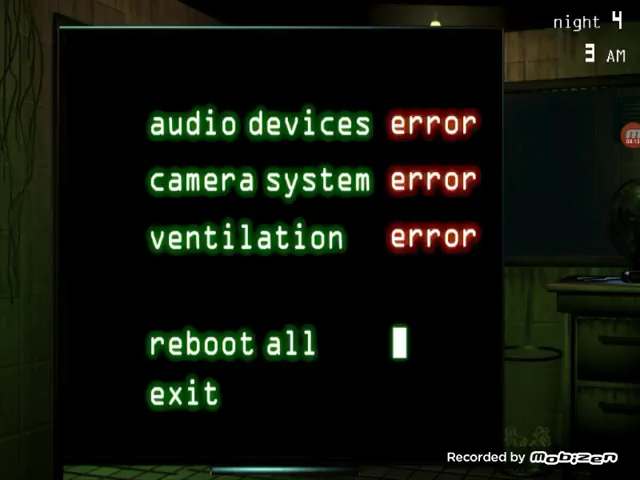 night 4
3 AM
audio devices error
camera system error
ventilation error
reboot all
exit
Recorded by mobizen